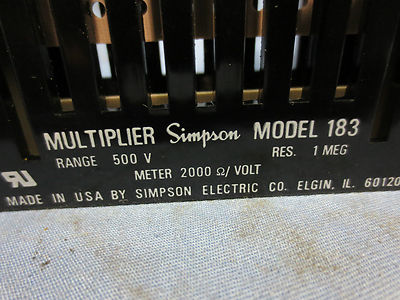 MULTIPLIER Simpson MODEL 183
RANGE 500 V RES. 1 MEG
METER 2000 Ω/VOLT
MADE IN USA BY SIMPSON ELECTRIC CO. ELGIN, IL. 60120